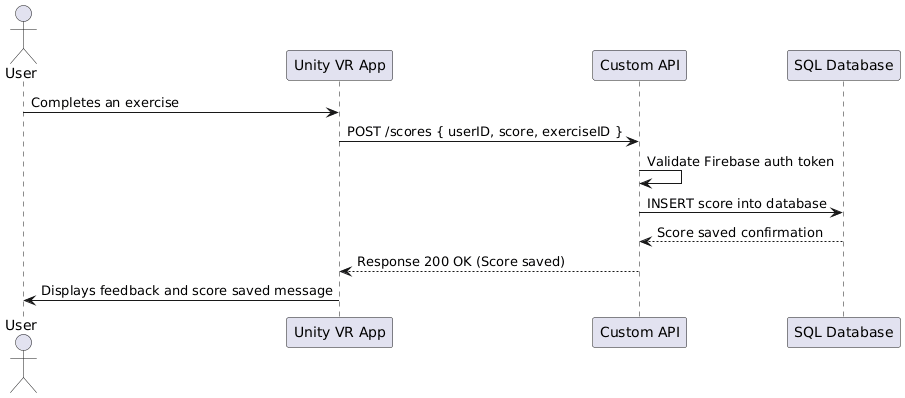 User
Unity VR App
Custom API
SQL Database
Completes an exercise
POST /scores { userID, score, exerciseID }
Validate Firebase auth token
INSERT score into database
Score saved confirmation
Response 200 OK (Score saved)
Displays feedback and score saved message
User
Unity VR App
Custom API
SQL Database